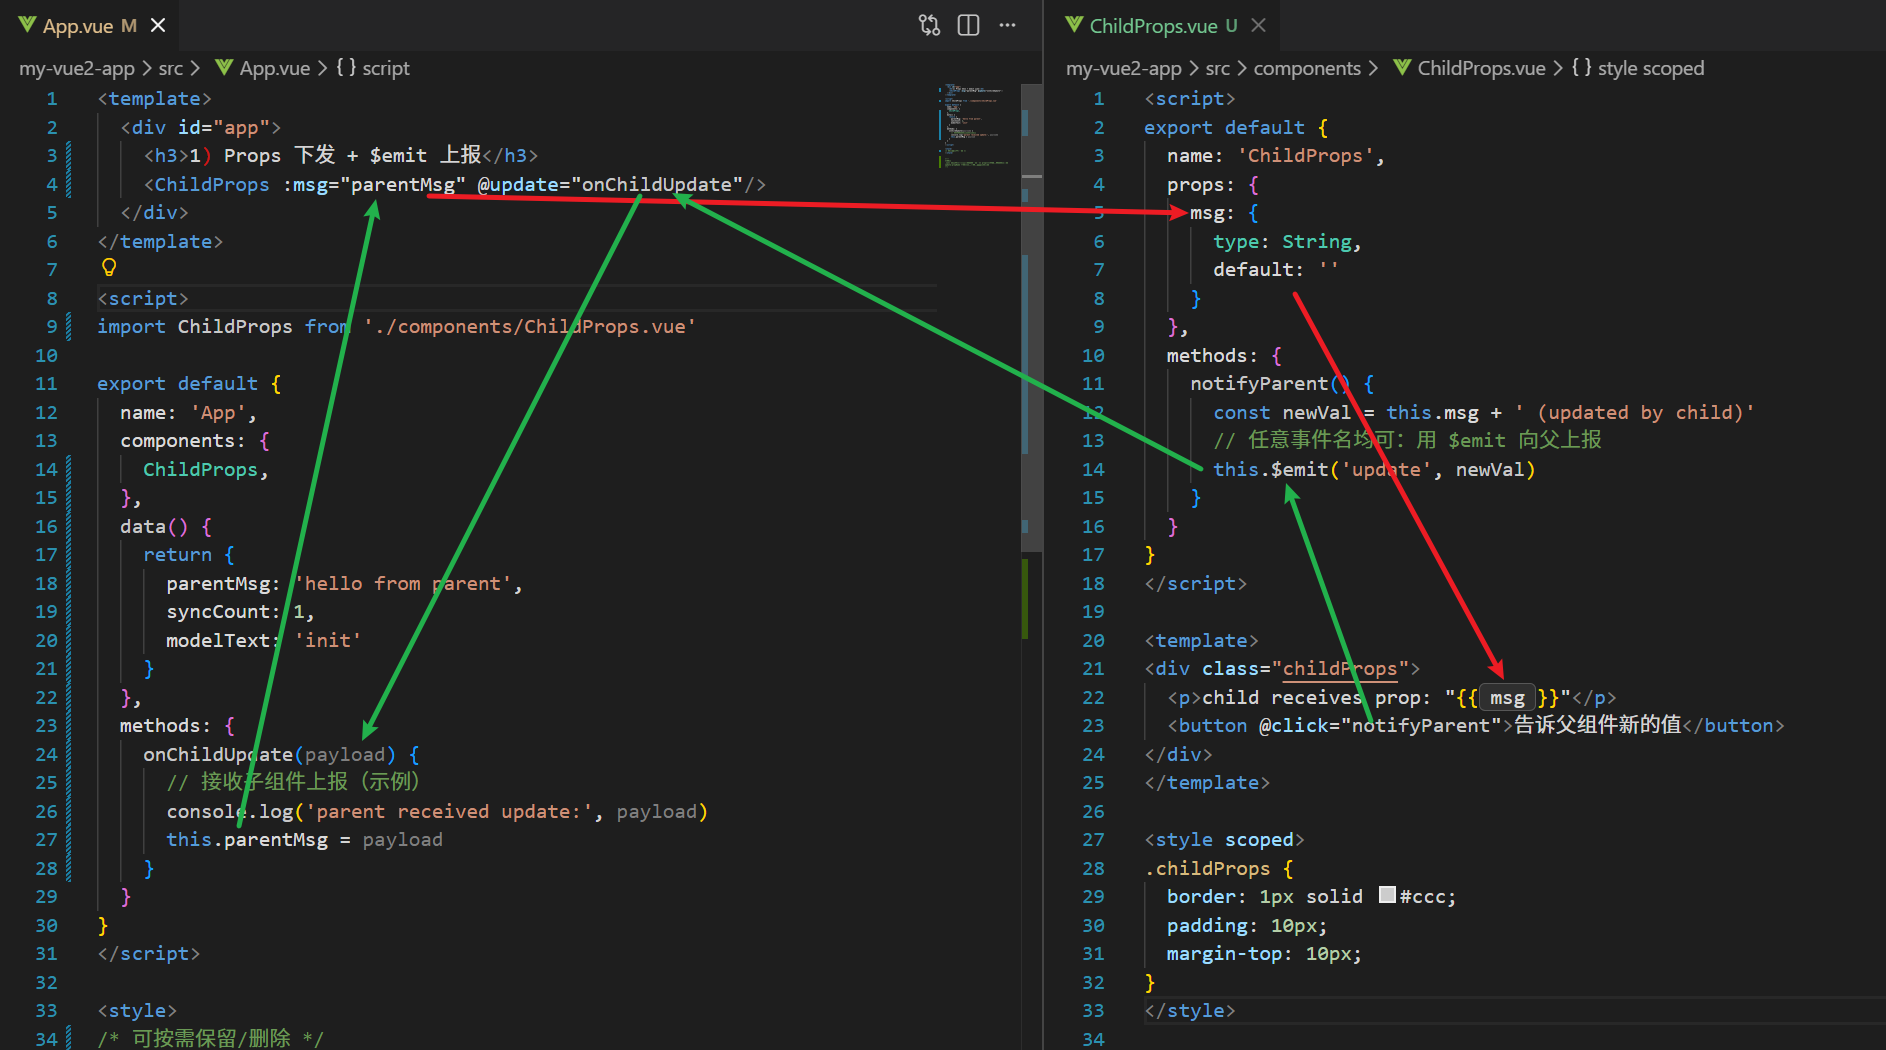 App.vue M
my-vue2-app > src > App.vue > { } script
1 <template>
2 <div id="app">
3 <h3>1) Props 下发 + $emit 上报</h3>
4 <ChildProps :msg="parentMsg" @update="onChildUpdate"/>
5 </div>
6 </template>
7
8 <script>
9 import ChildProps from './components/ChildProps.vue'
10
11 export default {
12 name: 'App',
13 components: {
14 ChildProps,
15 },
16 data() {
17 return {
18 parentMsg: 'hello from parent',
19 syncCount: 1,
20 modelText: 'init'
21 }
22 },
23 methods: {
24 onChildUpdate(payload) {
25 // 接收子组件上报（示例）
26 console.log('parent received update:', payload)
27 this.parentMsg = payload
28 }
29 }
30 }
31 </script>
32
33 <style>
34 /* 可按需保留/删除 */
ChildProps.vue U
my-vue2-app > src > components > ChildProps.vue > { } style scoped
1 <script>
2 export default {
3 name: 'ChildProps',
4 props: {
5 msg: {
6 type: String,
7 default: ''
8 }
9 },
10 methods: {
11 notifyParent() {
12 const newVal = this.msg + ' (updated by child)'
13 // 任意事件名均可：用 $emit 向父上报
14 this.$emit('update', newVal)
15 }
16 }
17 }
18 </script>
19
20 <template>
21 <div class="childProps">
22 <p>child receives prop: "{{ msg }}"</p>
23 <button @click="notifyParent">告诉父组件新的值</button>
24 </div>
25 </template>
26
27 <style scoped>
28 .childProps {
29 border: 1px solid #ccc;
30 padding: 10px;
31 margin-top: 10px;
32 }
33 </style>
34